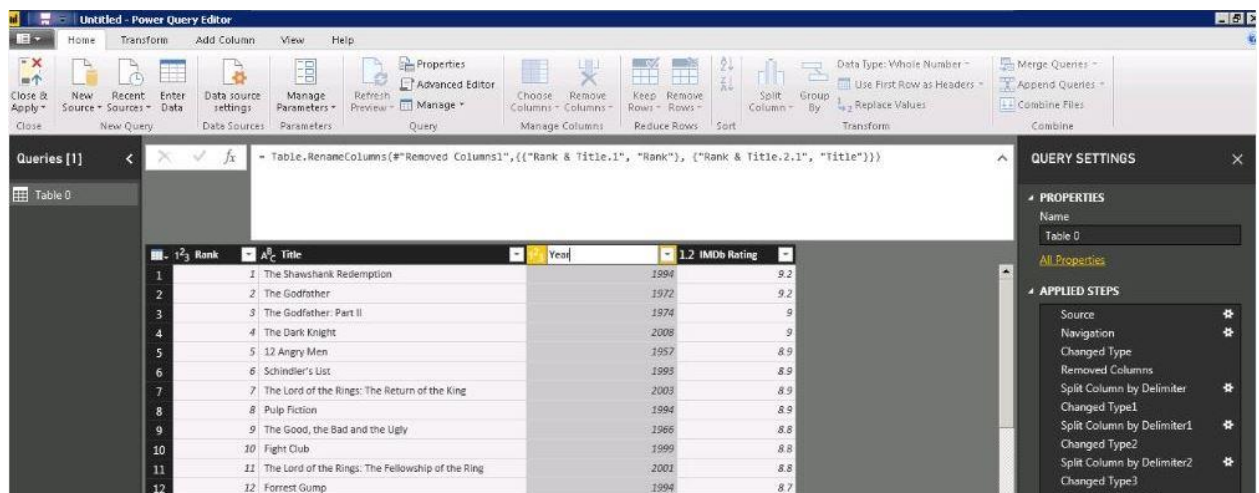 Untitled - Power Query Editor
Home Transform Add Column View Help
Close & Apply
New Source
Recent Sources
Enter Data
Data source settings
Manage Parameters
Refresh Preview
Properties
Advanced Editor
Manage
Choose Columns
Remove Columns
Keep Rows
Remove Rows
Split Column
Group By
Data Type: Whole Number
Use First Row as Headers
Replace Values
Merge Queries
Append Queries
Combine Files
Close New Query Data Sources Parameters Query Manage Columns Reduce Rows Sort Transform Combine
Queries [1]
Table 0
fx = Table.RenameColumns(#"Removed Columns1",{{"Rank & Title.1", "Rank"}, {"Rank & Title.2.1", "Title"}})
Rank Title Year 1.2 IMDb Rating
1 1 The Shawshank Redemption 1994 9.2
2 2 The Godfather 1972 9.2
3 3 The Godfather: Part II 1974 9
4 4 The Dark Knight 2008 9
5 5 12 Angry Men 1957 8.9
6 6 Schindler's List 1993 8.9
7 7 The Lord of the Rings: The Return of the King 2003 8.9
8 8 Pulp Fiction 1994 8.9
9 9 The Good, the Bad and the Ugly 1966 8.8
10 10 Fight Club 1999 8.8
11 11 The Lord of the Rings: The Fellowship of the Ring 2001 8.8
12 12 Forrest Gump 1994 8.7
QUERY SETTINGS
PROPERTIES
Name
Table 0
All Properties
APPLIED STEPS
Source
Navigation
Changed Type
Removed Columns
Split Column by Delimiter
Changed Type1
Split Column by Delimiter1
Changed Type2
Split Column by Delimiter2
Changed Type3